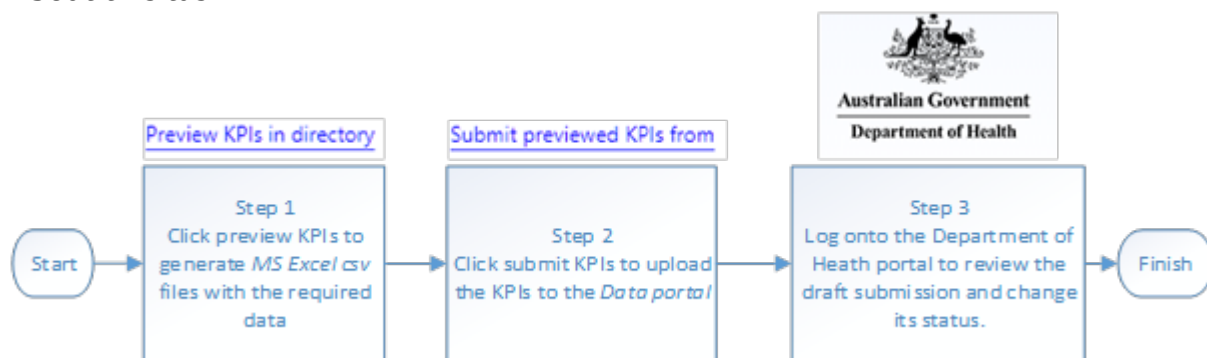 Australian Government
Department of Health
Preview KPIs in directory
Submit previewed KPIs from
Start
Step 1
Click preview KPIs to
generate MS Excel csv
files with the required
data
Step 2
Click submit KPIs to upload
the KPIs to the Data portal
Step 3
Log onto the Department of
Heath portal to review the
draft submission and change
its status.
Finish